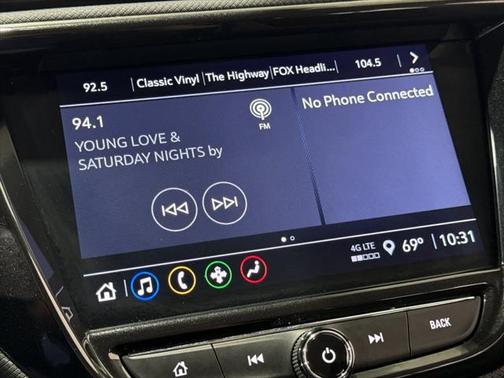 92.5 Classic Vinyl The Highway FOX Headli... 104.5
94.1
FM
YOUNG LOVE &
SATURDAY NIGHTS by
No Phone Connected
4G LTE 69° 10:31
BACK